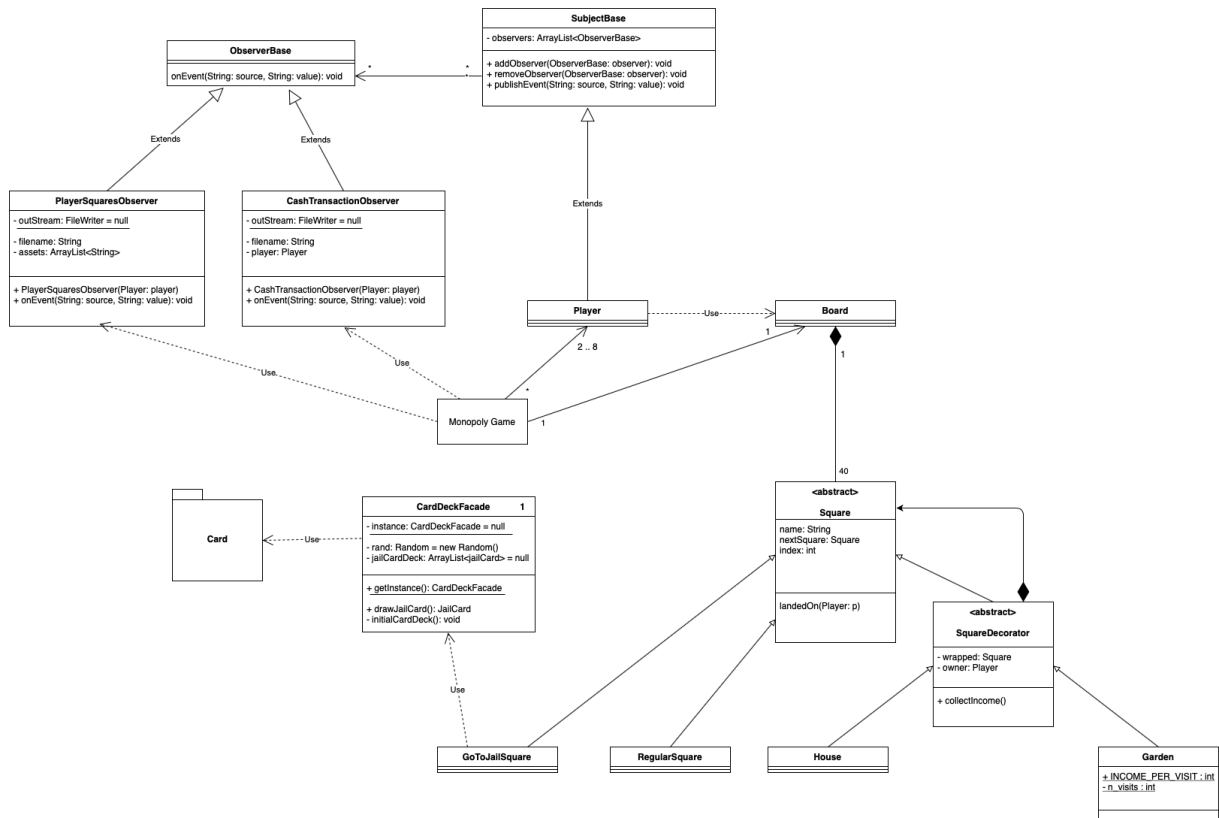 SubjectBase
- observers: ArrayList<ObserverBase>
+ addObserver(ObserverBase: observer): void
+ removeObserver(ObserverBase: observer): void
+ publishEvent(String: source, String: value): void
ObserverBase
onEvent(String: source, String: value): void
*
*
*
Extends
Extends
Extends
PlayerSquaresObserver
- outStream: FileWriter = null
- filename: String
- assets: ArrayList<String>
+ PlayerSquaresObserver(Player: player)
+ onEvent(String: source, String: value): void
CashTransactionObserver
- outStream: FileWriter = null
- filename: String
- player: Player
+ CashTransactionObserver(Player: player)
+ onEvent(String: source, String: value): void
Player
Use
Board
2 .. 8
1
1
Use
Use
*
Monopoly Game
1
40
Card
Use
CardDeckFacade 1
- instance: CardDeckFacade = null
- rand: Random = new Random()
- jailCardDeck: ArrayList<jailCard> = null
+ getInstance(): CardDeckFacade
+ drawJailCard(): JailCard
- initialCardDeck(): void
Use
<abstract>
Square
name: String
nextSquare: Square
index: int
landedOn(Player: p)
<abstract>
SquareDecorator
- wrapped: Square
- owner: Player
+ collectIncome()
GoToJailSquare
RegularSquare
House
Garden
+ INCOME_PER_VISIT : int
- n_visits : int